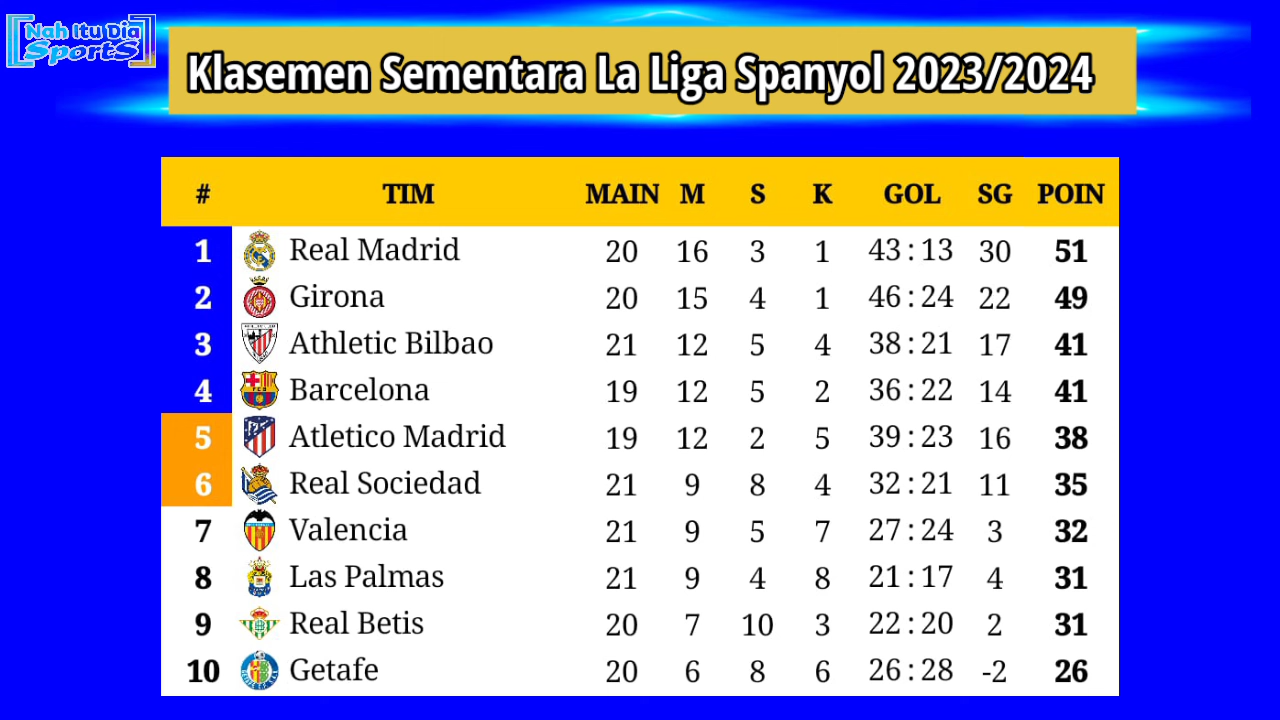 Nah Itu Dia
Sports
Klasemen Sementara La Liga Spanyol 2023/2024
# TIM MAIN M S K GOL SG POIN
1 Real Madrid 20 16 3 1 43:13 30 51
2 Girona 20 15 4 1 46:24 22 49
3 Athletic Bilbao 21 12 5 4 38:21 17 41
4 Barcelona 19 12 5 2 36:22 14 41
5 Atletico Madrid 19 12 2 5 39:23 16 38
6 Real Sociedad 21 9 8 4 32:21 11 35
7 Valencia 21 9 5 7 27:24 3 32
8 Las Palmas 21 9 4 8 21:17 4 31
9 Real Betis 20 7 10 3 22:20 2 31
10 Getafe 20 6 8 6 26:28 -2 26